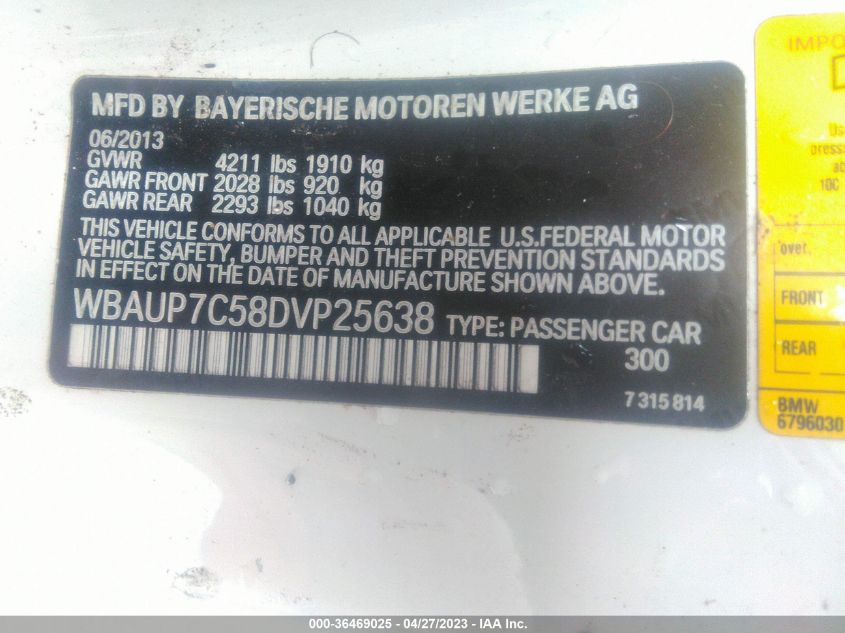 MFD BY BAYERISCHE MOTOREN WERKE AG
06/2013
GVWR 4211 lbs 1910 kg
GAWR FRONT 2028 lbs 920 kg
GAWR REAR 2293 lbs 1040 kg
THIS VEHICLE CONFORMS TO ALL APPLICABLE U.S.FEDERAL MOTOR
VEHICLE SAFETY, BUMPER AND THEFT PREVENTION STANDARDS
IN EFFECT ON THE DATE OF MANUFACTURE SHOWN ABOVE.
WBAUP7C58DVP25638 TYPE: PASSENGER CAR
300
7 315 814
over
FRONT
REAR
BMW
6796030
000-36469025 - 04/27/2023 - IAA Inc.